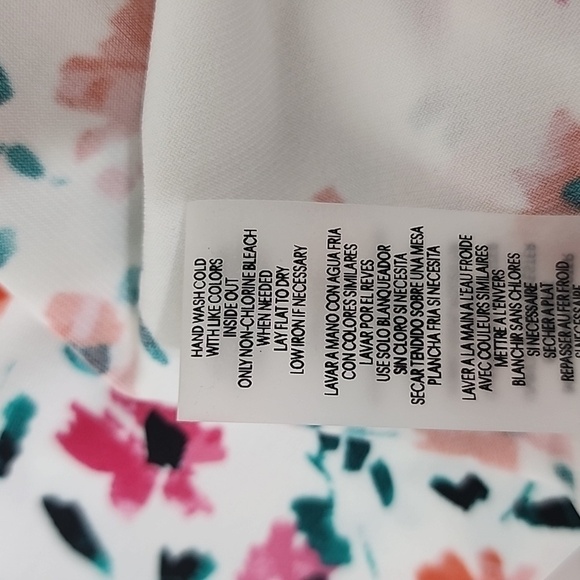 HAND WASH COLD
WITH LIKE COLORS
INSIDE OUT
ONLY NON-CHLORINE BLEACH
WHEN NEEDED
LAY FLAT TO DRY
LOW IRON IF NECESSARY
LAVAR A MANO CON AGUA FRIA
CON COLORES SIMILARES
LAVAR POR EL REYES
USE SOLO BLANQUEADOR
SIN CLORO SI NECESITA
SECAR TENDIDO SOBRE UNA MESA
PLANCHA FRIA SI NECESITA
LAVER A LA MAIN A L'EAU FROIDE
AVEC COULEURS SIMILAIRES
METTRE A L'ENVERS
BLANCHIR SANS CHLORES
SI NECESSAIRE
SECHER A PLAT
REPASSER AU FER FROID